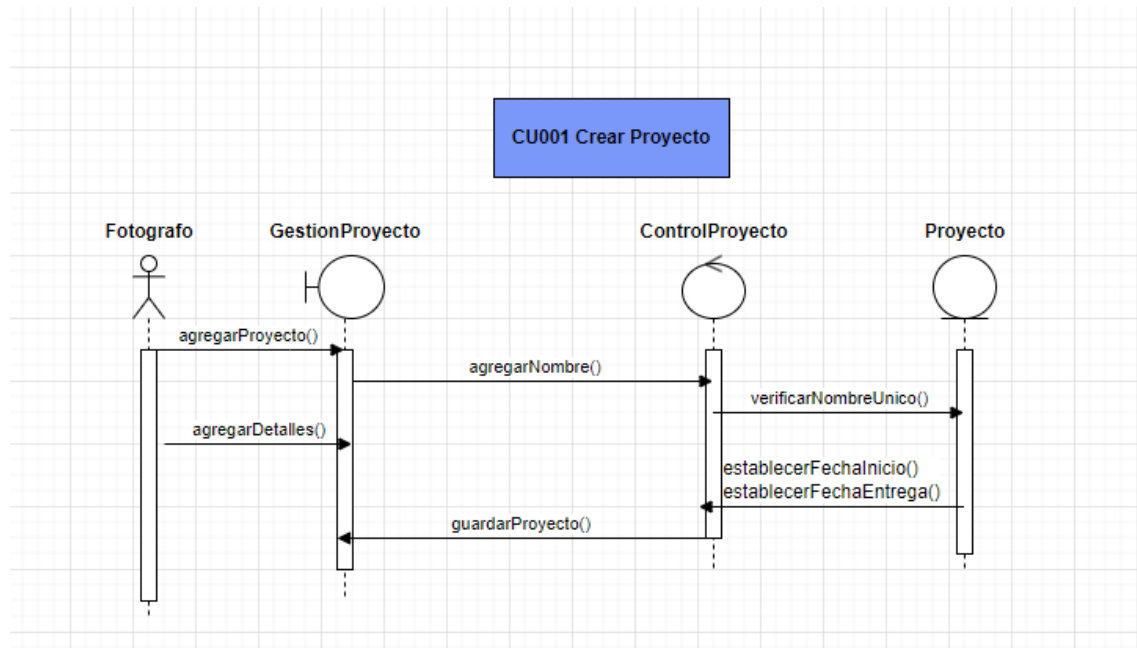 CU001 Crear Proyecto
Fotografo
GestionProyecto
ControlProyecto
Proyecto
agregarProyecto()
agregarNombre()
verificarNombreUnico()
agregarDetalles()
establecerFechaInicio()
establecerFechaEntrega()
guardarProyecto()